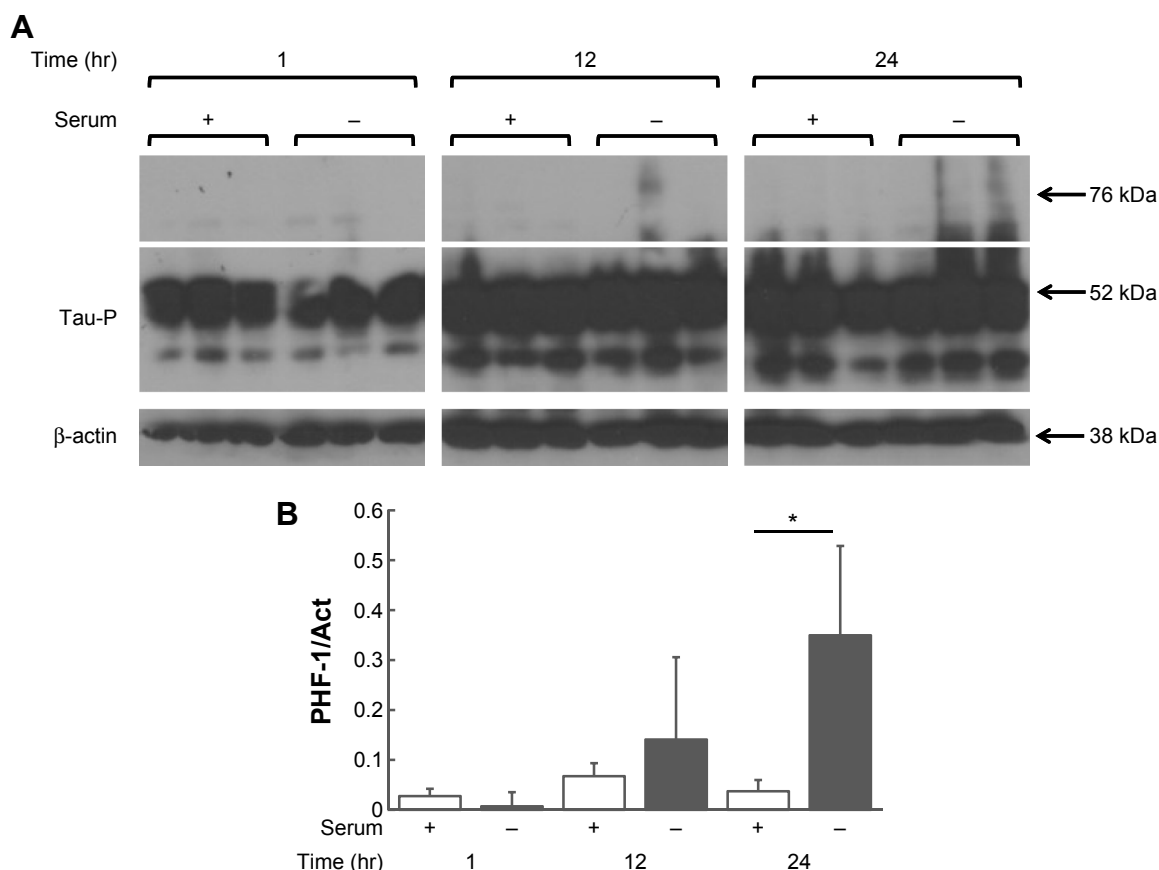 A
Time (hr) 1 12 24
Serum + – + – + –
76 kDa
52 kDa
Tau-P
β-actin 38 kDa
B
0.6
*
0.5
0.4
0.3
0.2
0.1
0
PHF-1/Act
Serum + – + – + –
Time (hr) 1 12 24